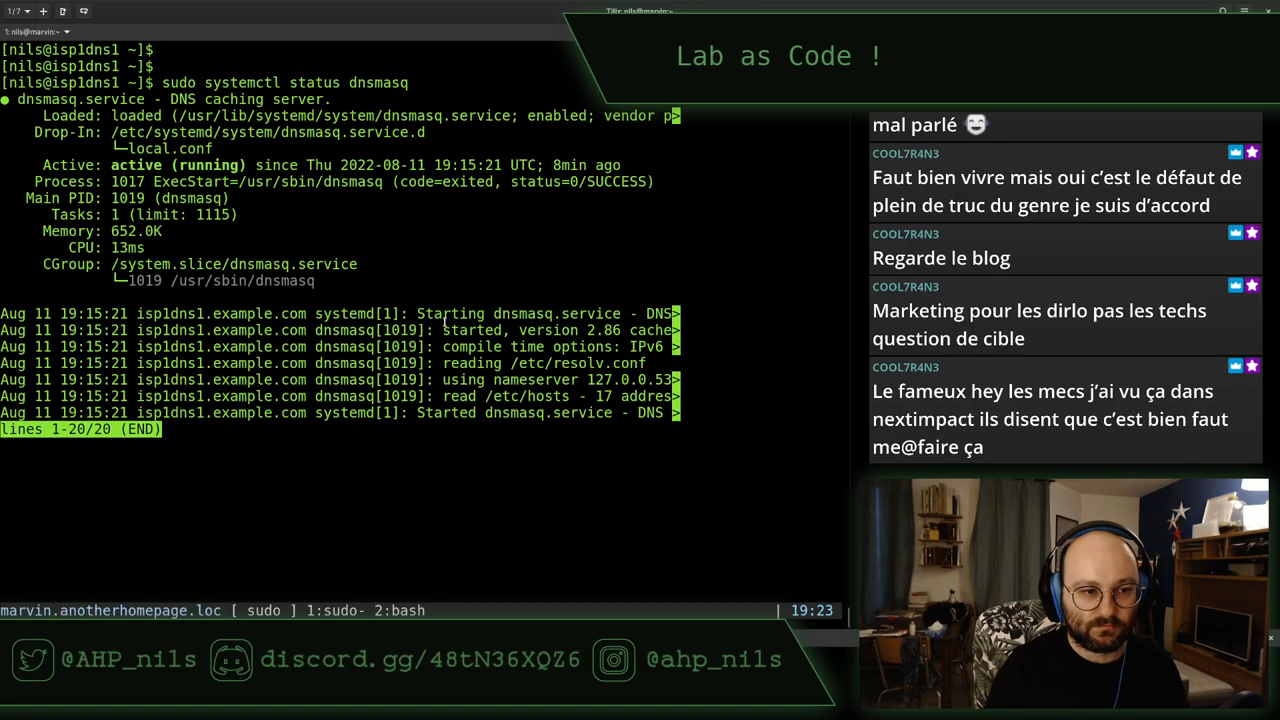 1/7
Tilix: nils@marvin:~
1: nils@marvin:~
[nils@isp1dns1 ~]$
[nils@isp1dns1 ~]$
[nils@isp1dns1 ~]$ sudo systemctl status dnsmasq
● dnsmasq.service - DNS caching server.
Loaded: loaded (/usr/lib/systemd/system/dnsmasq.service; enabled; vendor p>
Drop-In: /etc/systemd/system/dnsmasq.service.d
└─local.conf
Active: active (running) since Thu 2022-08-11 19:15:21 UTC; 8min ago
Process: 1017 ExecStart=/usr/sbin/dnsmasq (code=exited, status=0/SUCCESS)
Main PID: 1019 (dnsmasq)
Tasks: 1 (limit: 1115)
Memory: 652.0K
CPU: 13ms
CGroup: /system.slice/dnsmasq.service
└─1019 /usr/sbin/dnsmasq
Aug 11 19:15:21 isp1dns1.example.com systemd[1]: Starting dnsmasq.service - DNS>
Aug 11 19:15:21 isp1dns1.example.com dnsmasq[1019]: started, version 2.86 cache>
Aug 11 19:15:21 isp1dns1.example.com dnsmasq[1019]: compile time options: IPv6 >
Aug 11 19:15:21 isp1dns1.example.com dnsmasq[1019]: reading /etc/resolv.conf
Aug 11 19:15:21 isp1dns1.example.com dnsmasq[1019]: using nameserver 127.0.0.53>
Aug 11 19:15:21 isp1dns1.example.com dnsmasq[1019]: read /etc/hosts - 17 addres>
Aug 11 19:15:21 isp1dns1.example.com systemd[1]: Started dnsmasq.service - DNS >
lines 1-20/20 (END)
marvin.anotherhomepage.loc [ sudo ] 1:sudo- 2:bash | 19:23
Lab as Code !
mal parlé
COOL7R4N3
Faut bien vivre mais oui c’est le défaut de
plein de truc du genre je suis d’accord
COOL7R4N3
Regarde le blog
COOL7R4N3
Marketing pour les dirlo pas les techs
question de cible
COOL7R4N3
Le fameux hey les mecs j’ai vu ça dans
nextimpact ils disent que c’est bien faut
me@faire ça
@AHP_nils discord.gg/48tN36XQZ6 @ahp_nils